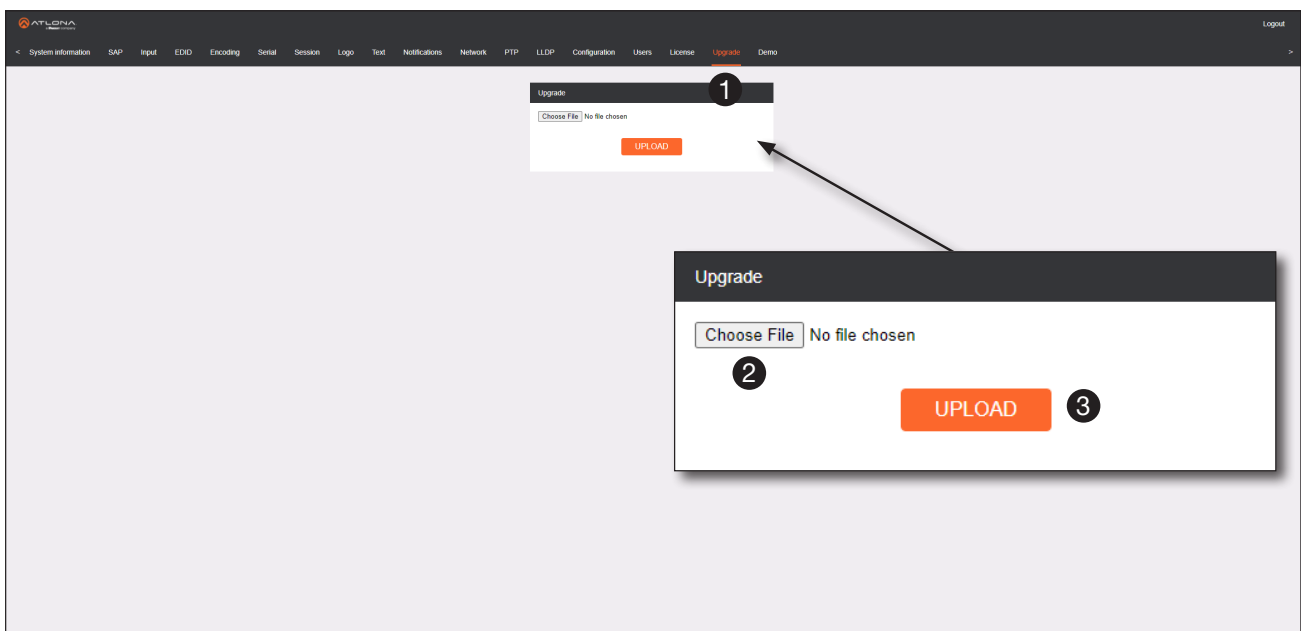 ATLONA
Logout
< System information SAP Input EDID Encoding Serial Session Logo Text Notifications Network PTP LLDP Configuration Users License Upgrade Demo >
1
Upgrade
Choose File No file chosen
UPLOAD
Upgrade
Choose File No file chosen
2
UPLOAD 3